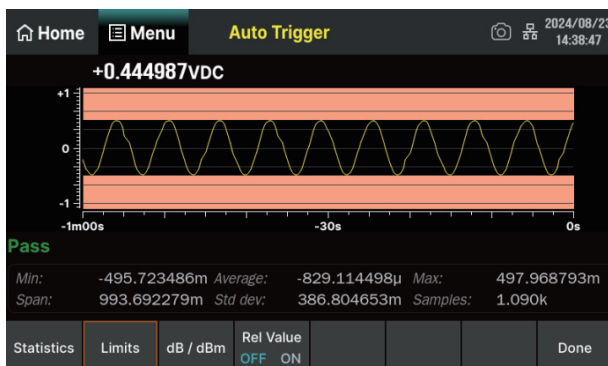 Home Menu Auto Trigger 2024/08/23
14:38:47
+0.444987VDC
+1
0
-1
-1m00s -30s 0s
Pass
Min: -495.723486m Average: -829.114498µ Max: 497.968793m
Span: 993.692279m Std dev: 386.804653m Samples: 1.090k
Statistics Limits dB / dBm Rel Value OFF ON Done